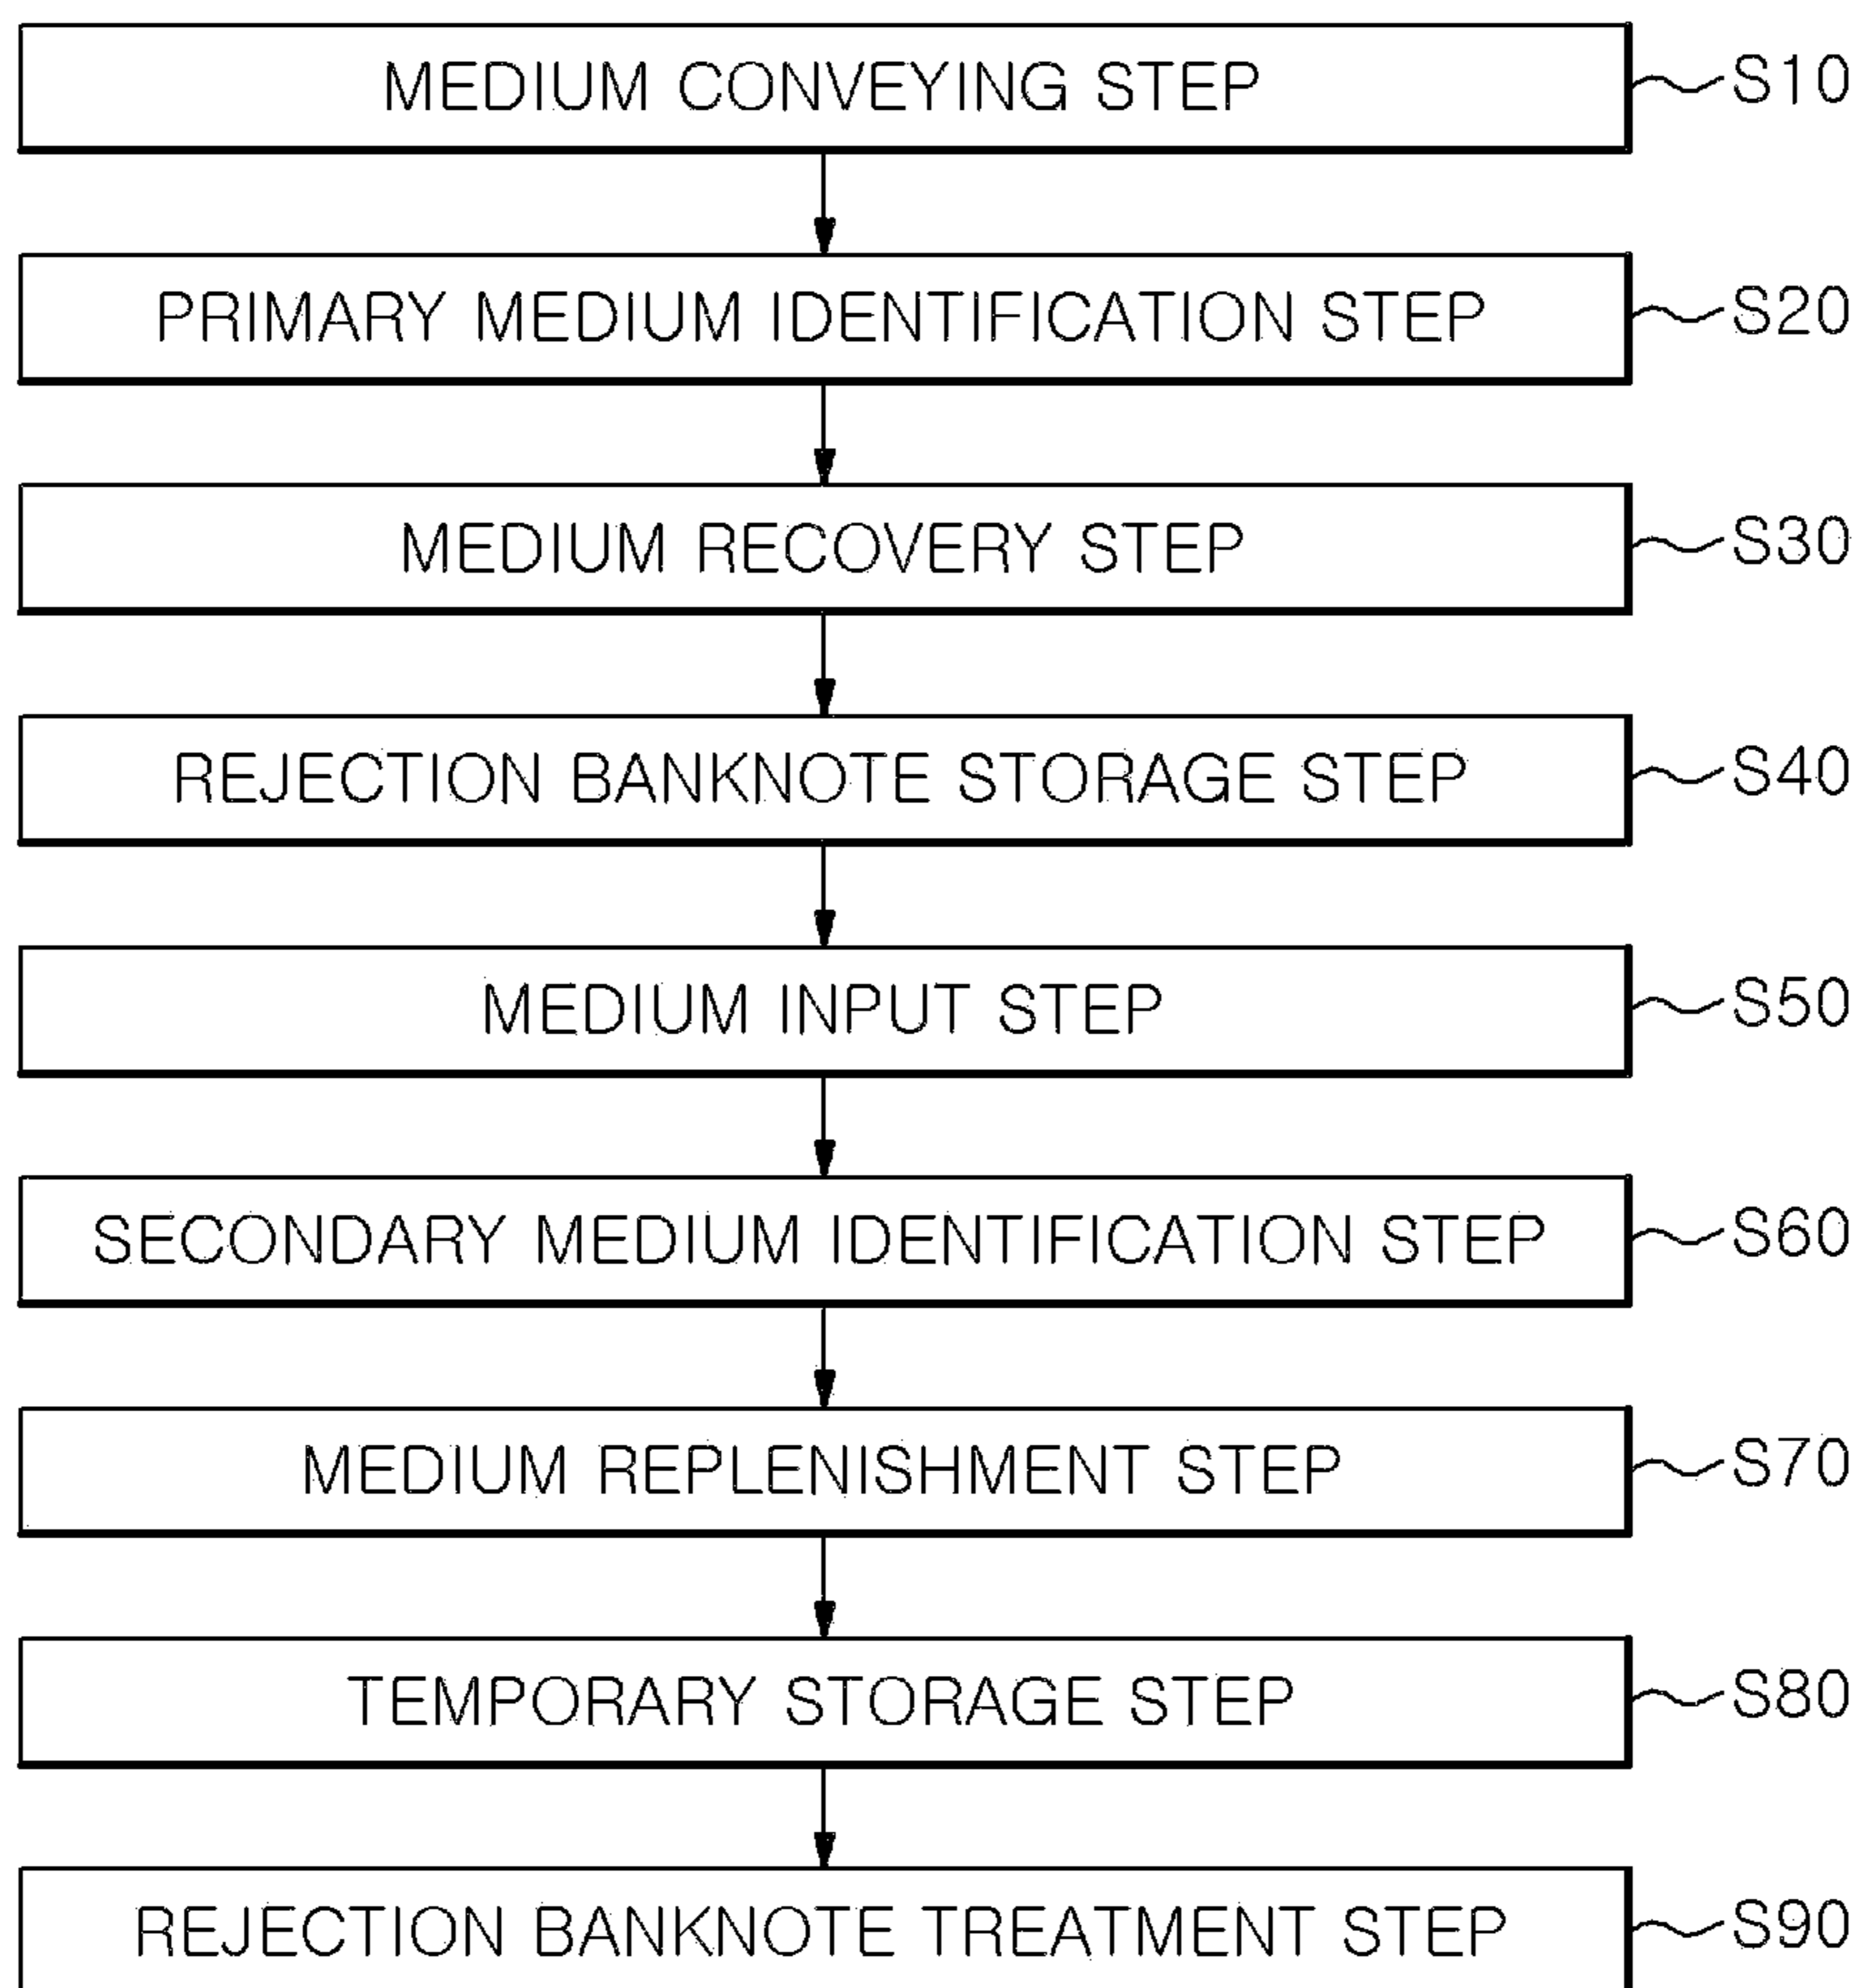 MEDIUM CONVEYING STEP S10
PRIMARY MEDIUM IDENTIFICATION STEP S20
MEDIUM RECOVERY STEP S30
REJECTION BANKNOTE STORAGE STEP S40
MEDIUM INPUT STEP S50
SECONDARY MEDIUM IDENTIFICATION STEP S60
MEDIUM REPLENISHMENT STEP S70
TEMPORARY STORAGE STEP S80
REJECTION BANKNOTE TREATMENT STEP S90